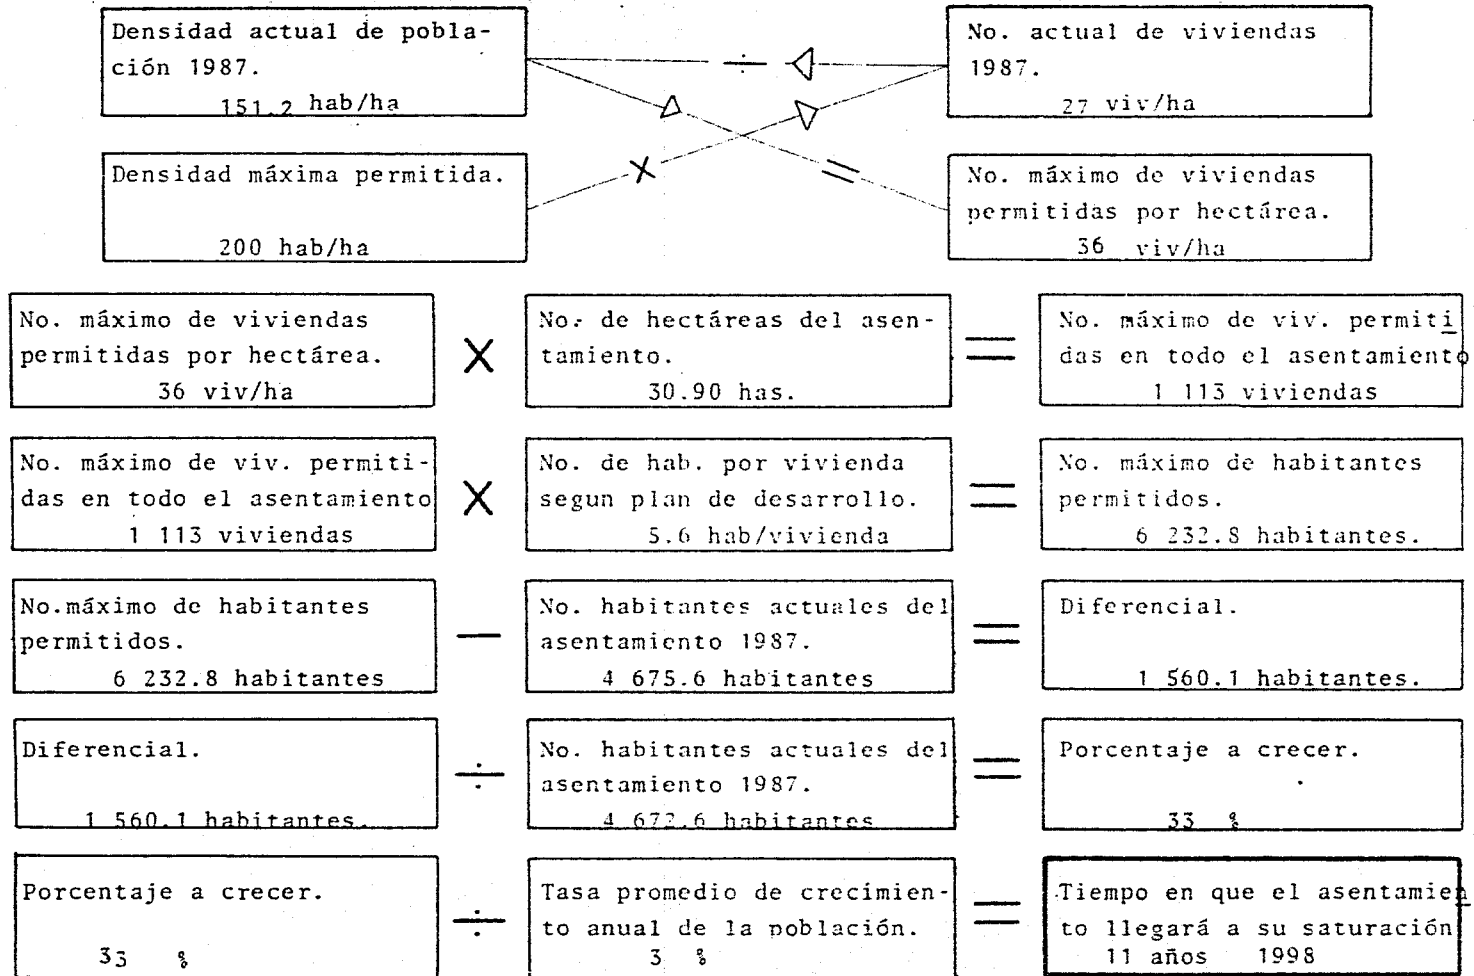 Densidad actual de pobla-
ción 1987.
151.2 hab/ha
÷
No. actual de viviendas
1987.
27 viv/ha
Densidad máxima permitida.
200 hab/ha
×
=
No. máximo de viviendas
permitidas por hectárea.
36 viv/ha
No. máximo de viviendas
permitidas por hectárea.
36 viv/ha
×
No. de hectáreas del asen-
tamiento.
30.90 has.
=
No. máximo de viv. permiti
das en todo el asentamiento
1 113 viviendas
No. máximo de viv. permiti-
das en todo el asentamiento
1 113 viviendas
×
No. de hab. por vivienda
segun plan de desarrollo.
5.6 hab/vivienda
=
No. máximo de habitantes
permitidos.
6 232.8 habitantes.
No.máximo de habitantes
permitidos.
6 232.8 habitantes
—
No. habitantes actuales del
asentamiento 1987.
4 675.6 habitantes
=
Diferencial.
1 560.1 habitantes.
Diferencial.
1 560.1 habitantes.
÷
No. habitantes actuales del
asentamiento 1987.
4 672.6 habitantes
=
Porcentaje a crecer.
33 %
Porcentaje a crecer.
33 %
÷
Tasa promedio de crecimien-
to anual de la población.
3 %
=
Tiempo en que el asentamien
to llegará a su saturación
11 años 1998